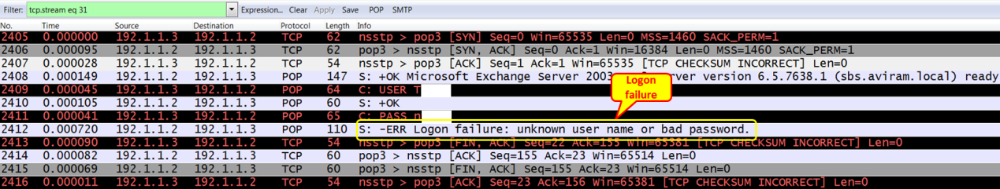 Filter: tcp.stream eq 31 Expression... Clear Apply Save POP SMTP
No. Time Source Destination Protocol Length Info
2405 0.000000 192.1.1.3 192.1.1.2 TCP 62 nsstp > pop3 [SYN] Seq=0 Win=65535 Len=0 MSS=1460 SACK_PERM=1
2406 0.000095 192.1.1.2 192.1.1.3 TCP 62 pop3 > nsstp [SYN, ACK] Seq=0 Ack=1 Win=16384 Len=0 MSS=1460 SACK_PERM=1
2407 0.000028 192.1.1.3 192.1.1.2 TCP 54 nsstp > pop3 [ACK] Seq=1 Ack=1 Win=65535 [TCP CHECKSUM INCORRECT] Len=0
2408 0.000149 192.1.1.2 192.1.1.3 POP 147 S: +OK Microsoft Exchange Server 2003 rver version 6.5.7638.1 (sbs.aviram.local) ready
Logon
failure
2409 0.000045 192.1.1.3 192.1.1.2 POP 64 C: USER T
2410 0.000105 192.1.1.2 192.1.1.3 POP 60 S: +OK
2411 0.000041 192.1.1.3 192.1.1.2 POP 65 C: PASS n
2412 0.000720 192.1.1.2 192.1.1.3 POP 110 S: -ERR Logon failure: unknown user name or bad password.
2413 0.000090 192.1.1.3 192.1.1.2 TCP 54 nsstp > pop3 [FIN, ACK] Seq=22 Ack=155 Win=65381 [TCP CHECKSUM INCORRECT] Len=0
2414 0.000082 192.1.1.2 192.1.1.3 TCP 60 pop3 > nsstp [ACK] Seq=155 Ack=23 Win=65514 Len=0
2415 0.000069 192.1.1.2 192.1.1.3 TCP 60 pop3 > nsstp [FIN, ACK] Seq=155 Ack=23 Win=65514 Len=0
2416 0.000011 192.1.1.3 192.1.1.2 TCP 54 nsstp > pop3 [ACK] Seq=23 Ack=156 Win=65381 [TCP CHECKSUM INCORRECT] Len=0